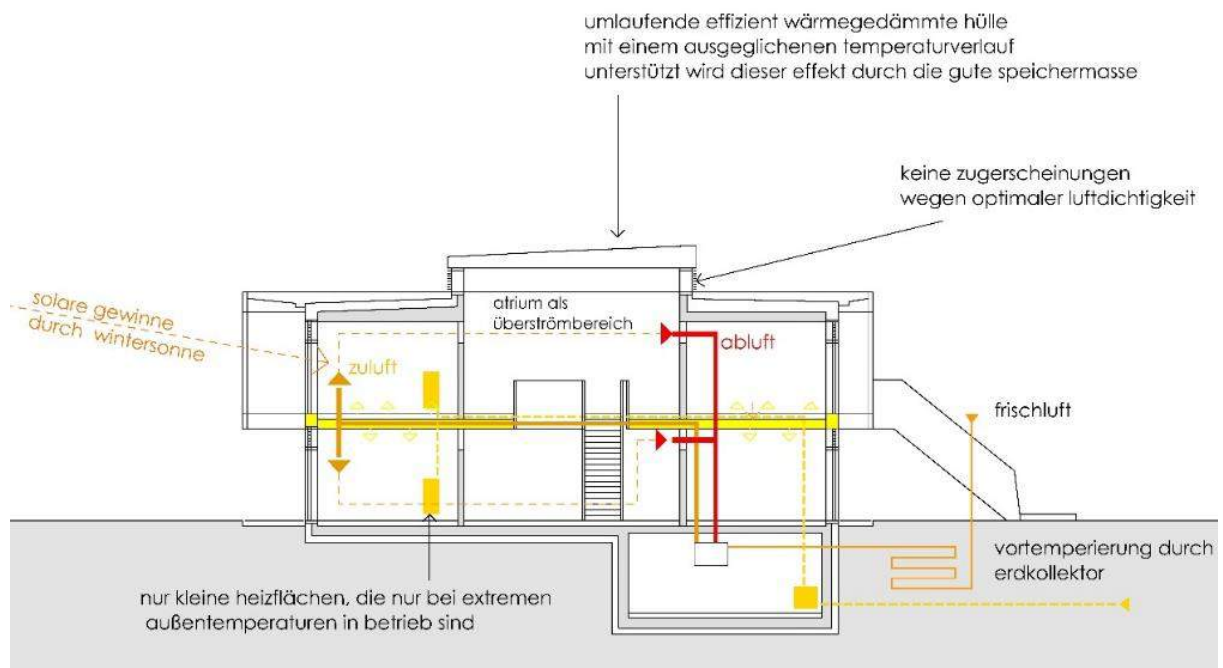 umlaufende effizient wärmegedämmte hülle
mit einem ausgeglichenen temperaturverlauf
unterstützt wird dieser effekt durch die gute speichermasse
keine zugerscheinungen
wegen optimaler luftdichtigkeit
solare gewinne
durch wintersonne
atrium als
überströmbereich
abluft
zuluft
frischluft
vortemperierung durch
erdkollektor
nur kleine heizflächen, die nur bei extremen
außentemperaturen in betrieb sind